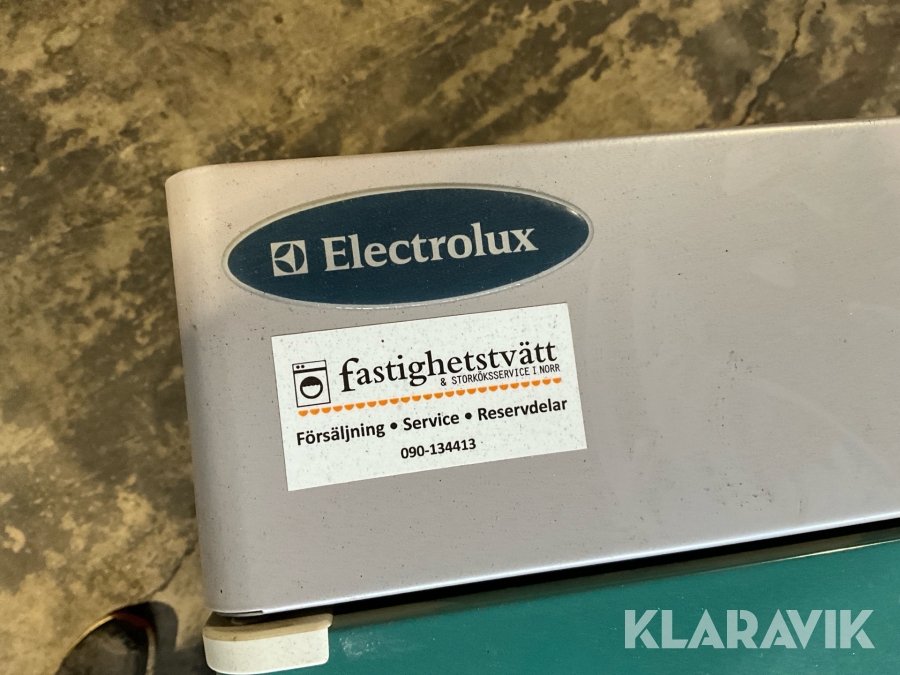 Electrolux
fastighetstvätt
& STORKÖKSSERVICE I NORR
Försäljning • Service • Reservdelar
090-134413
KLARAVIK